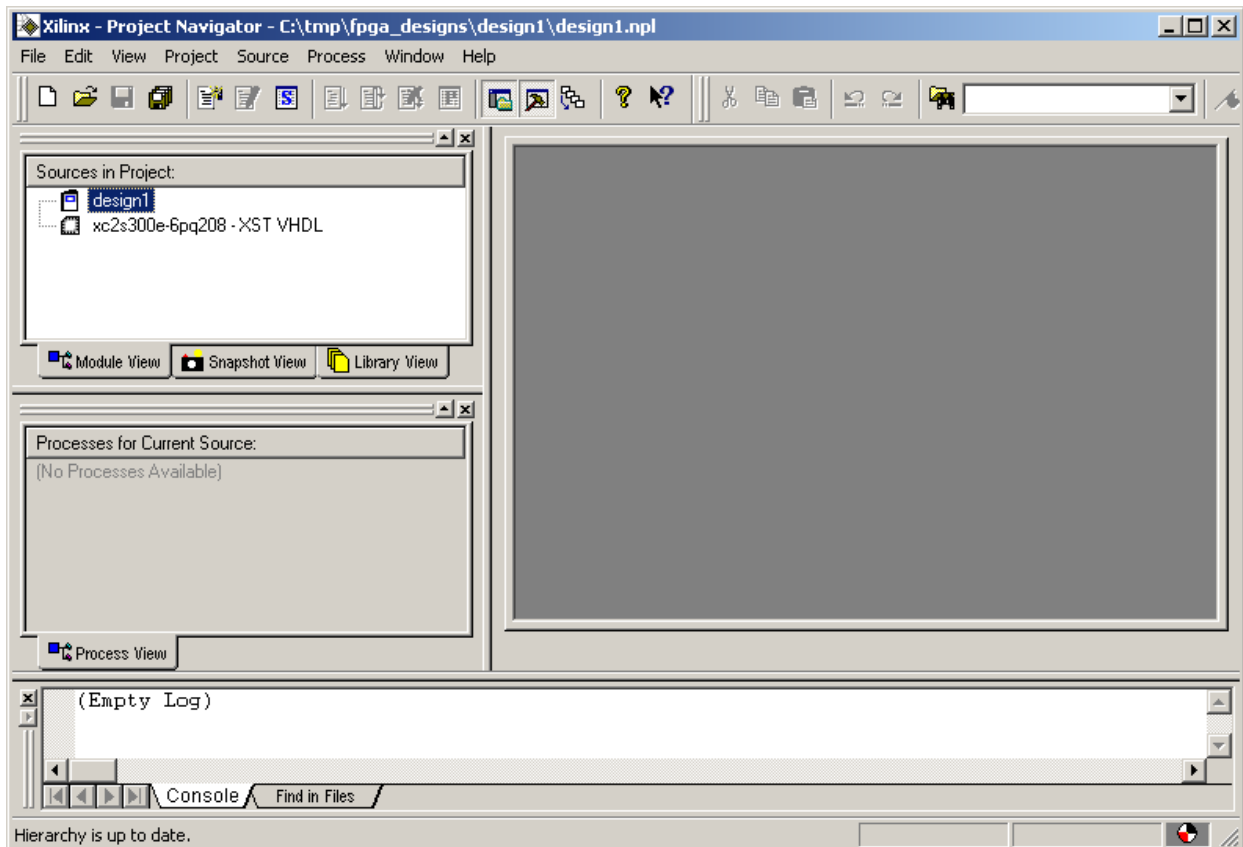 Xilinx - Project Navigator - C:\tmp\fpga_designs\design1\design1.npl
File Edit View Project Source Process Window Help
Sources in Project:
design1
xc2s300e-6pq208 - XST VHDL
Module View Snapshot View Library View
Processes for Current Source:
(No Processes Available)
Process View
(Empty Log)
Console Find in Files
Hierarchy is up to date.